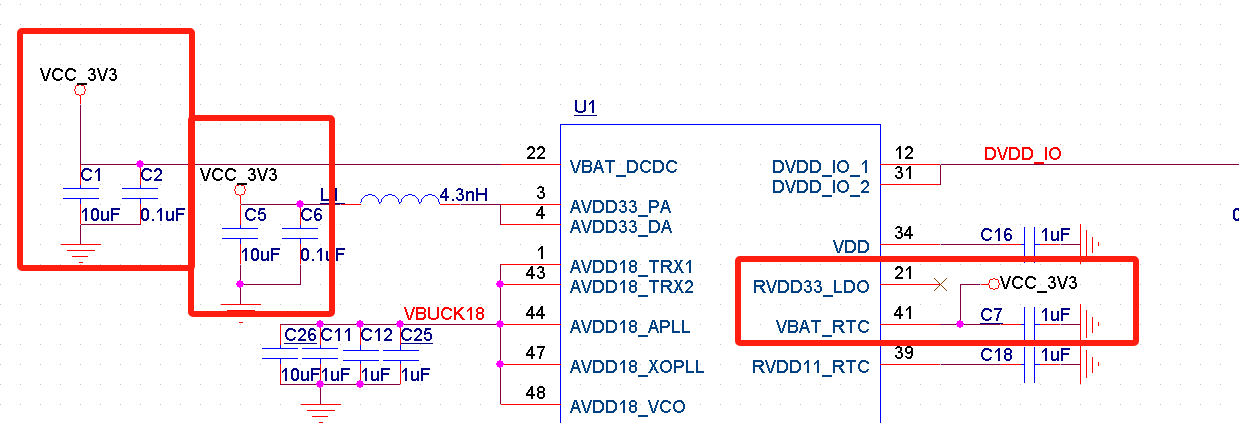 VCC_3V3
U1
22
VBAT_DCDC
DVDD_IO_1
12
DVDD_IO
C1
C2
VCC_3V3
31
DVDD_IO_2
L1
4.3nH
3
AVDD33_PA
10uF
0.1uF
C5
C6
4
AVDD33_DA
34
VDD
C16
1uF
10uF
0.1uF
1
AVDD18_TRX1
43
AVDD18_TRX2
21
RVDD33_LDO
VCC_3V3
VBUCK18
44
AVDD18_APLL
41
VBAT_RTC
C7
1uF
C26
C11
C12
C25
47
AVDD18_XOPLL
39
RVDD11_RTC
C18
1uF
10uF
1uF
1uF
1uF
48
AVDD18_VCO